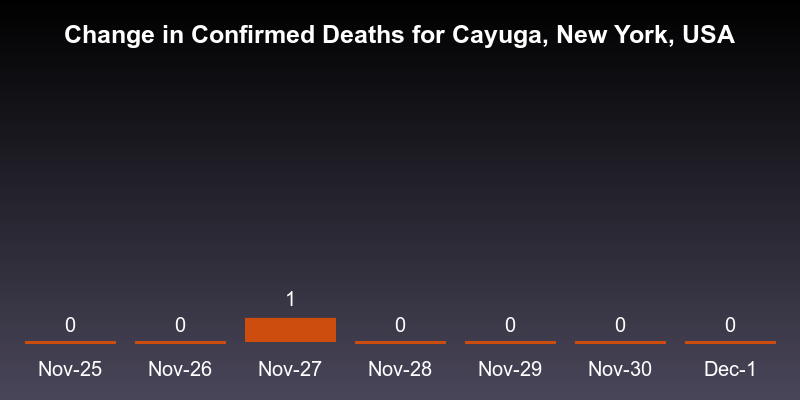 Change in Confirmed Deaths for Cayuga, New York, USA
1
0 0 0 0 0 0
Nov-25 Nov-26 Nov-27 Nov-28 Nov-29 Nov-30 Dec-1